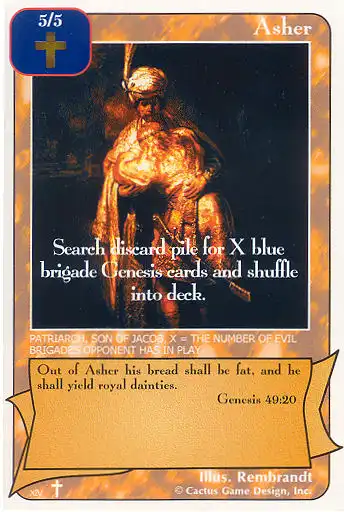 5/5
Asher
Search discard pile for X blue
brigade Genesis cards and shuffle
into deck.
PATRIARCH, SON OF JACOB, X = THE NUMBER OF EVIL
BRIGADES OPPONENT HAS IN PLAY
Out of Asher his bread shall be fat, and he
shall yield royal dainties.
Genesis 49:20
Illus. Rembrandt
XIV
© Cactus Game Design, Inc.